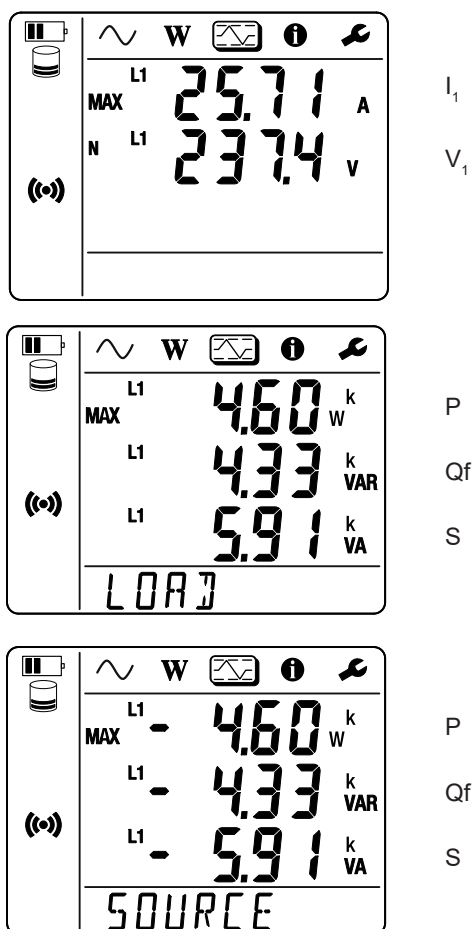 W
L1
MAX 25.71 A I1
N L1 237.4 V V1
W
L1
MAX 4.60 k W P
L1 4.33 k VAR Qf
L1 5.91 k VA S
LOAD
W
L1
MAX - 4.60 k W P
L1 - 4.33 k VAR Qf
L1 - 5.91 k VA S
SOURCE